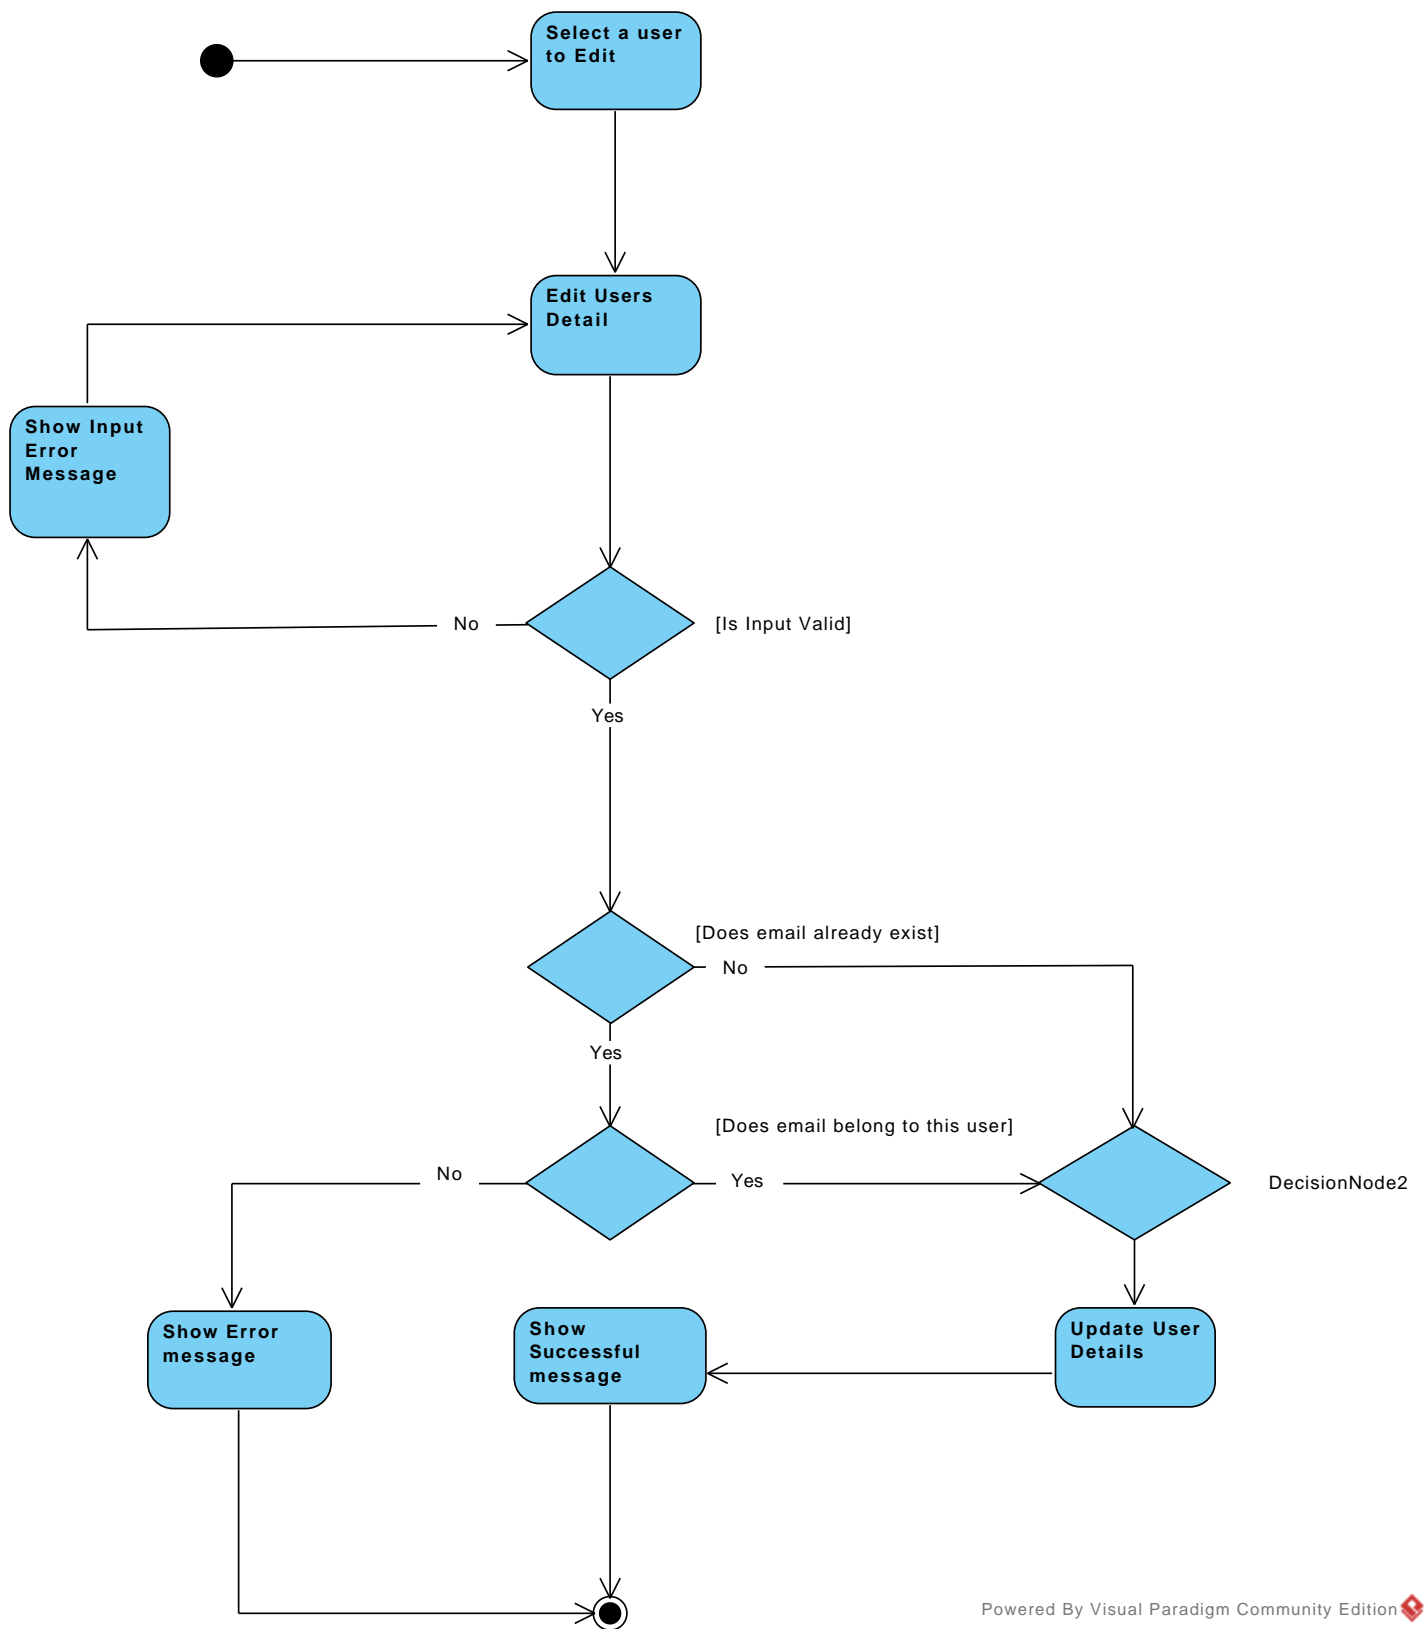 Select a user
to Edit
Edit Users
Detail
Show Input
Error
Message
No
[Is Input Valid]
Yes
[Does email already exist]
No
Yes
[Does email belong to this user]
No
Yes
DecisionNode2
Show Error
message
Show
Successful
message
Update User
Details
Powered By Visual Paradigm Community Edition